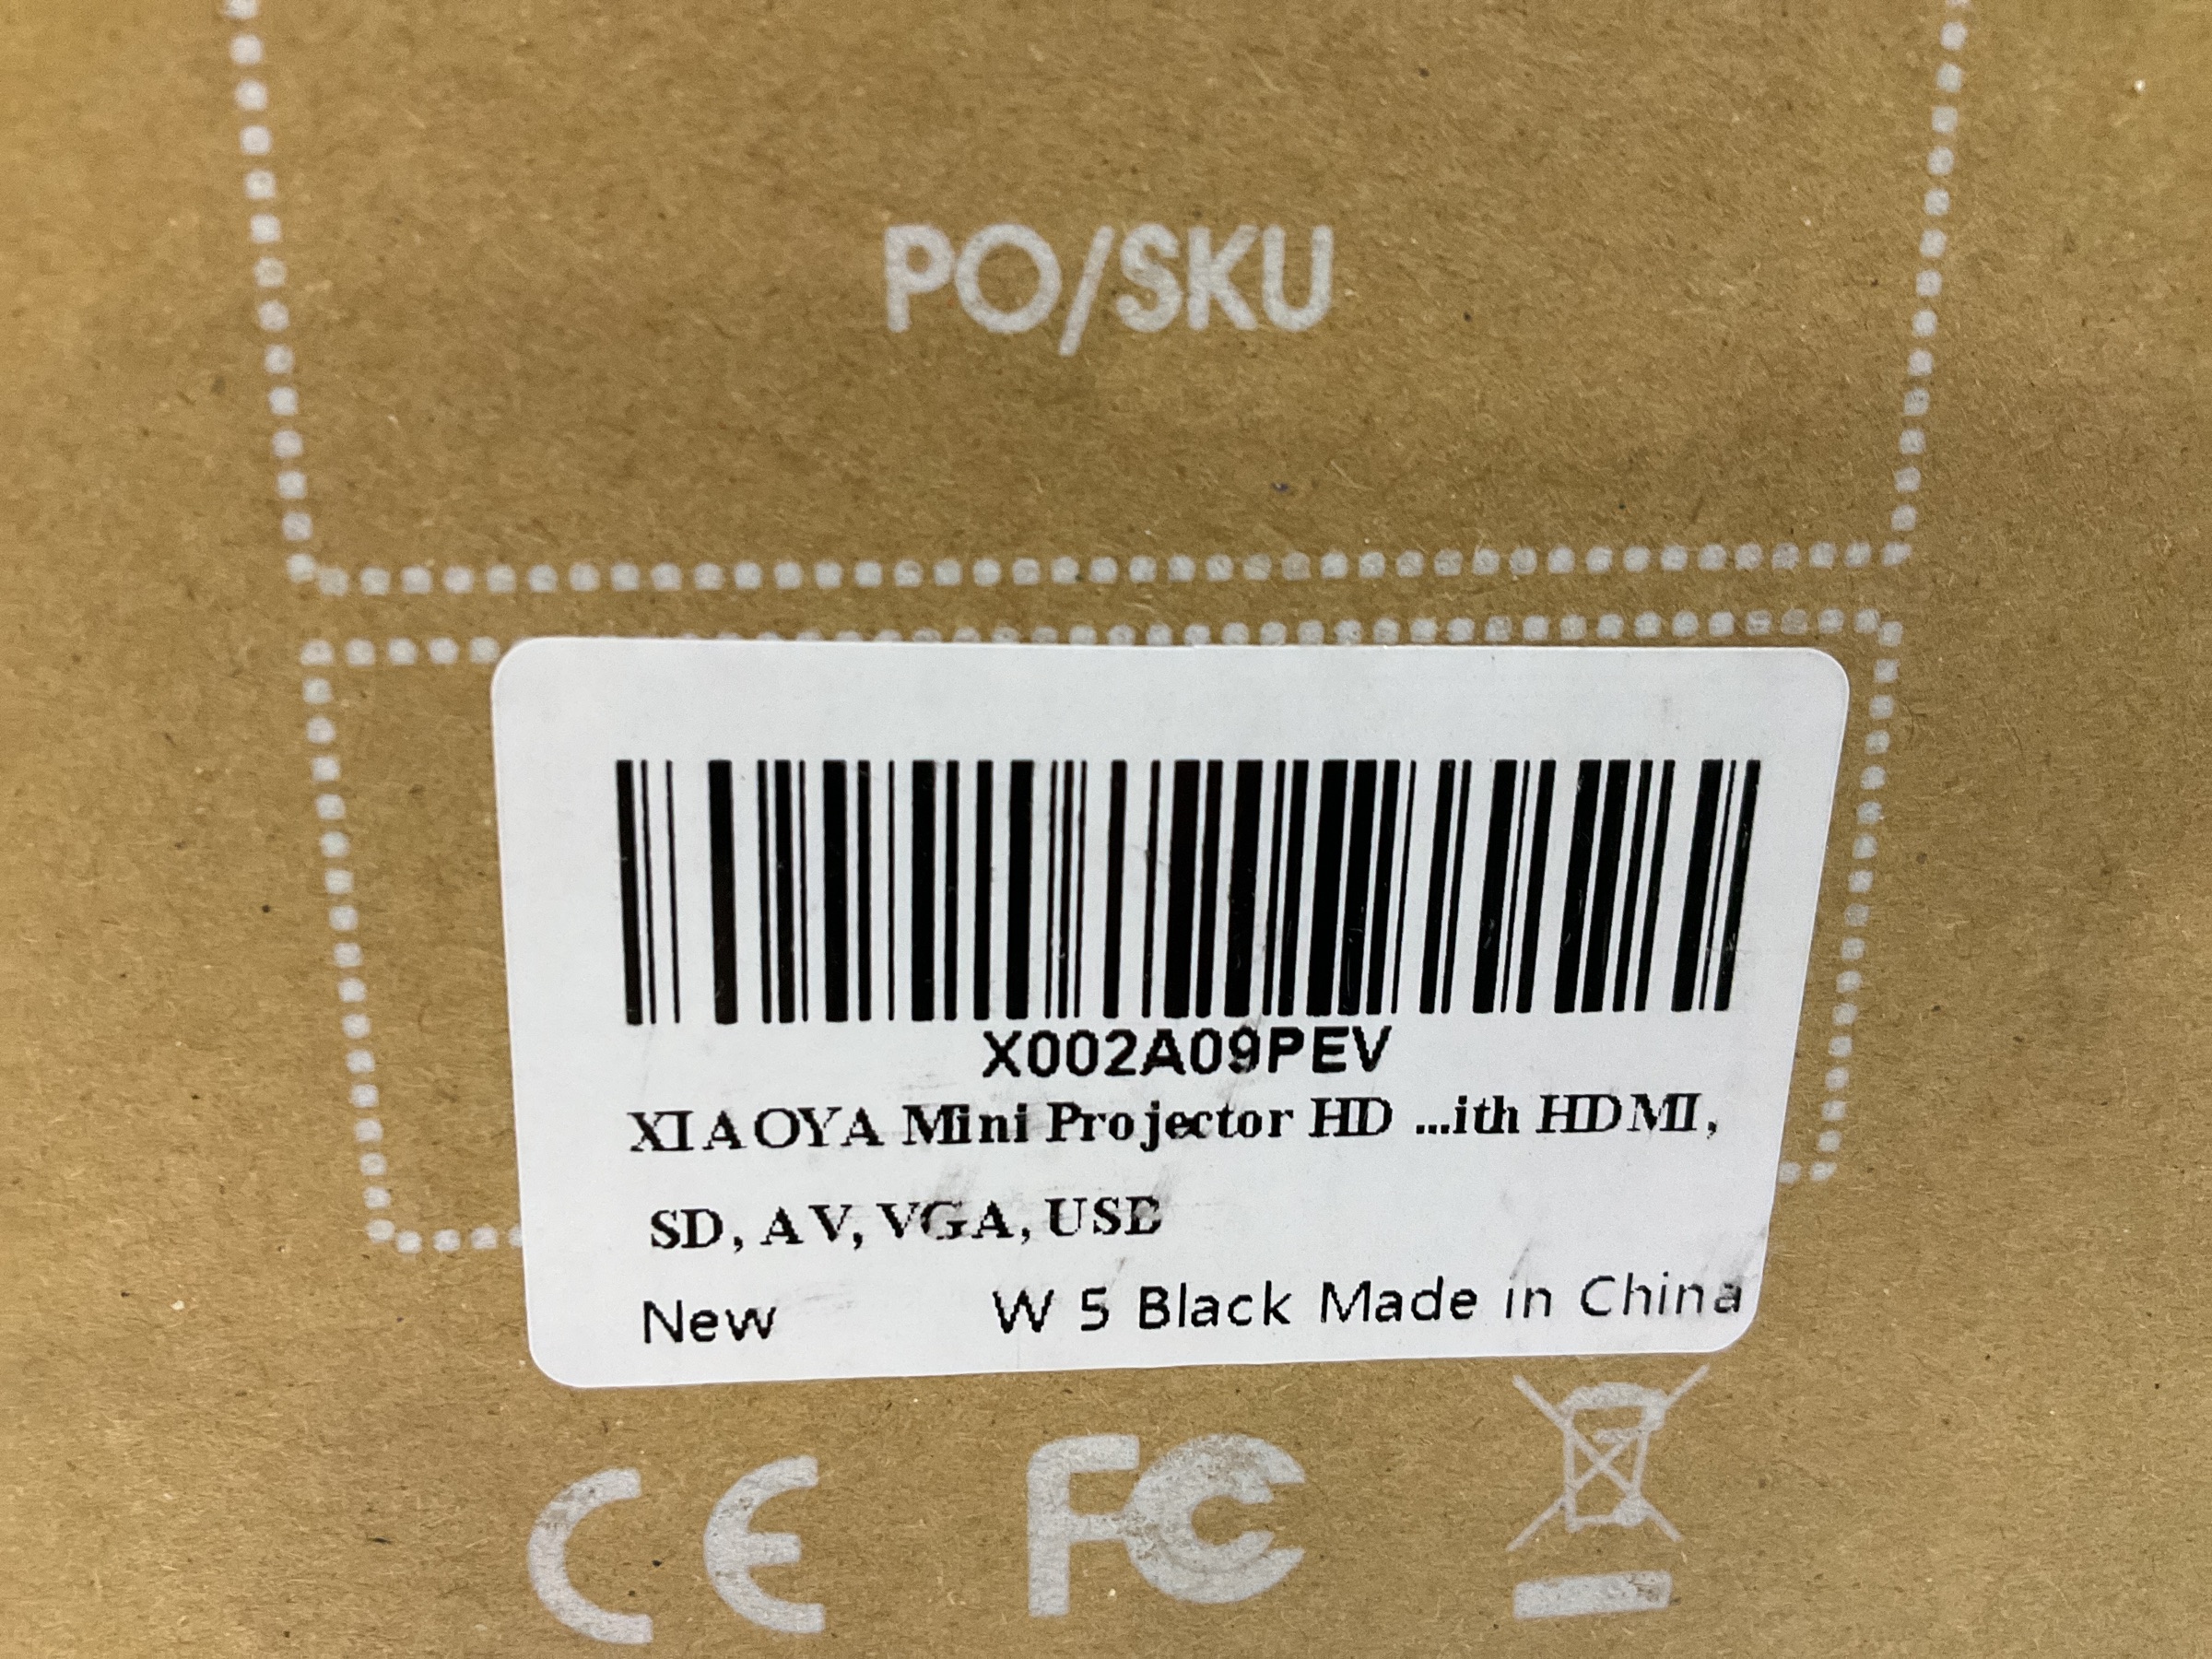 PO/SKU
X002A09PEV
XIAOYA Mini Projector HD ...ith HDMI,
SD, AV, VGA, USB
New W 5 Black Made in China
CE FC